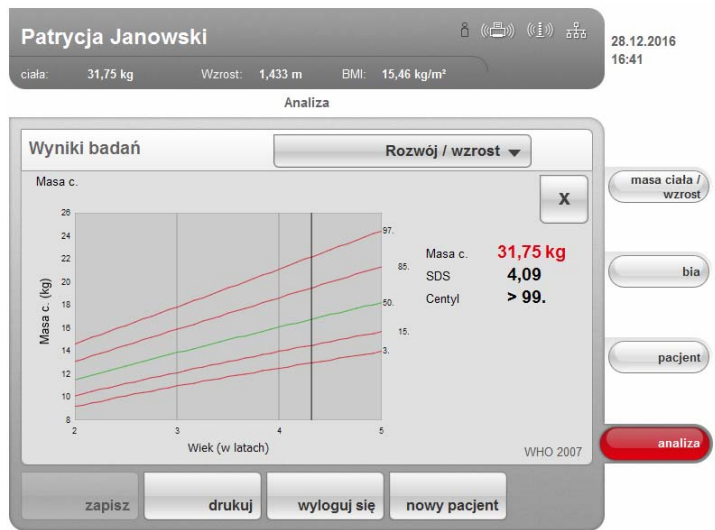 Patrycja Janowski
28.12.2016
16:41
ciała: 31,75 kg Wzrost: 1,433 m BMI: 15,46 kg/m²
Analiza
Wyniki badań
Rozwój / wzrost
Masa c.
X
masa ciała /
wzrost
bia
pacjent
analiza
Masa c. (kg)
26
24
22
20
18
16
14
12
10
8
2 3 4 5
Wiek (w latach)
97.
85.
50.
15.
3.
Masa c. 31,75 kg
SDS 4,09
Centyl > 99.
WHO 2007
zapisz drukuj wyloguj się nowy pacjent